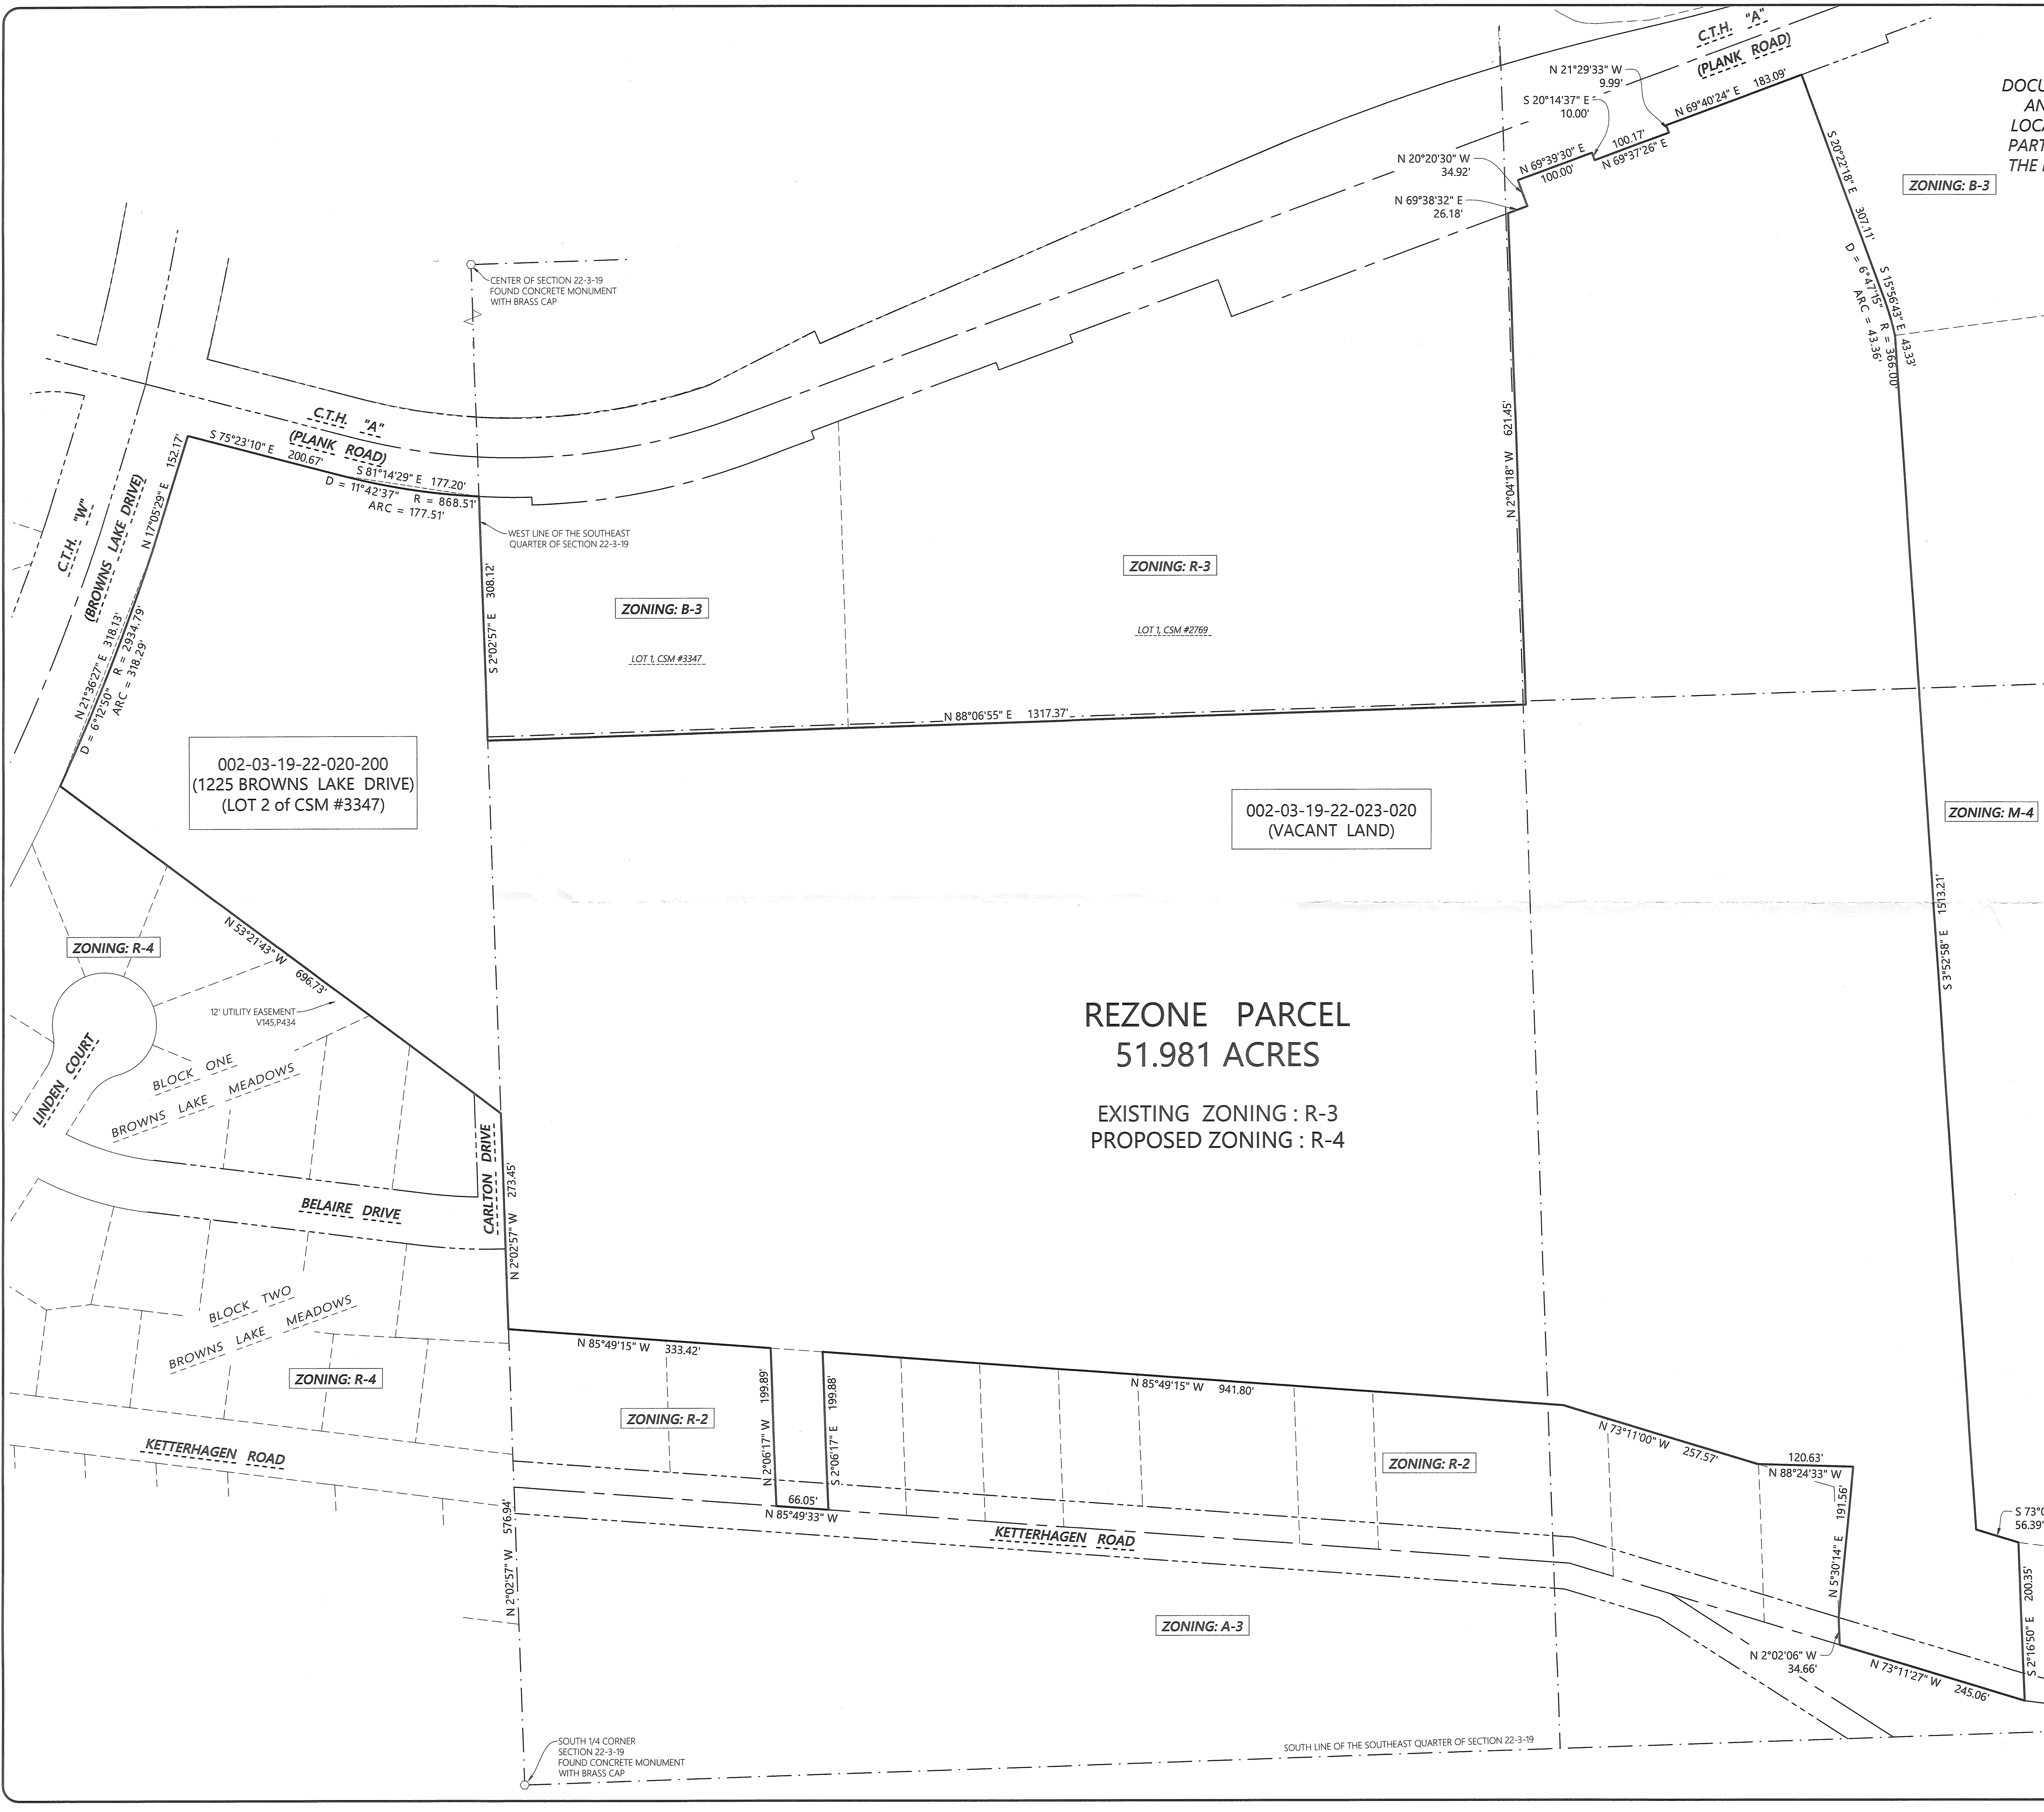 C.T.H. "A"
(PLANK ROAD)
N 21°29'33" W
9.99'
S 20°14'37" E
10.00'
N 69°40'24" E 183.09'
100.17'
N 69°37'26" E
N 69°39'30" E
100.00'
N 20°20'30" W
34.92'
N 69°38'32" E
26.18'
DOCU
AN
LOCA
PART
THE
ZONING: B-3
S 20°22'18" E 307.11'
S 15°56'43" E 43.33'
D = 6°47'15" R = 366.00'
ARC = 43.36'
CENTER OF SECTION 22-3-19
FOUND CONCRETE MONUMENT
WITH BRASS CAP
C.T.H. "A"
(PLANK ROAD)
S 75°23'10" E 200.67'
S 81°14'29" E 177.20'
D = 11°42'37" R = 868.51'
ARC = 177.51'
C.T.H. "W"
(BROWNS LAKE DRIVE)
N 17°05'29" E 152.17'
N 21°36'27" E 318.13'
D = 6°12'50" R = 2934.79'
ARC = 318.29'
WEST LINE OF THE SOUTHEAST
QUARTER OF SECTION 22-3-19
S 2°02'57" E 308.12'
N 2°04'18" W 621.45'
ZONING: B-3
LOT 1, CSM #3347
ZONING: R-3
LOT 1, CSM #2769
N 88°06'55" E 1317.37'
002-03-19-22-020-200
(1225 BROWNS LAKE DRIVE)
(LOT 2 of CSM #3347)
002-03-19-22-023-020
(VACANT LAND)
ZONING: M-4
S 3°52'58" E 1513.21'
ZONING: R-4
N 53°21'43" W 696.73'
12' UTILITY EASEMENT
V145,P434
LINDEN COURT
BLOCK ONE
BROWNS LAKE MEADOWS
REZONE PARCEL
51.981 ACRES
EXISTING ZONING : R-3
PROPOSED ZONING : R-4
BELAIRE DRIVE
CARLTON DRIVE
N 2°02'57" W 273.45'
BLOCK TWO
BROWNS LAKE MEADOWS
ZONING: R-4
KETTERHAGEN ROAD
N 85°49'15" W 333.42'
ZONING: R-2
N 2°06'17" W 199.89'
S 2°06'17" E 199.88'
66.05'
N 85°49'33" W
N 85°49'15" W 941.80'
ZONING: R-2
N 73°11'00" W 257.57'
120.63'
N 88°24'33" W
N 5°30'14" E 191.56'
KETTERHAGEN ROAD
N 2°02'57" W 576.94'
ZONING: A-3
N 2°02'06" W
34.66'
N 73°11'27" W 245.06'
S 73°0
56.39'
S 2°16'50" E 200.35'
SOUTH 1/4 CORNER
SECTION 22-3-19
FOUND CONCRETE MONUMENT
WITH BRASS CAP
SOUTH LINE OF THE SOUTHEAST QUARTER OF SECTION 22-3-19